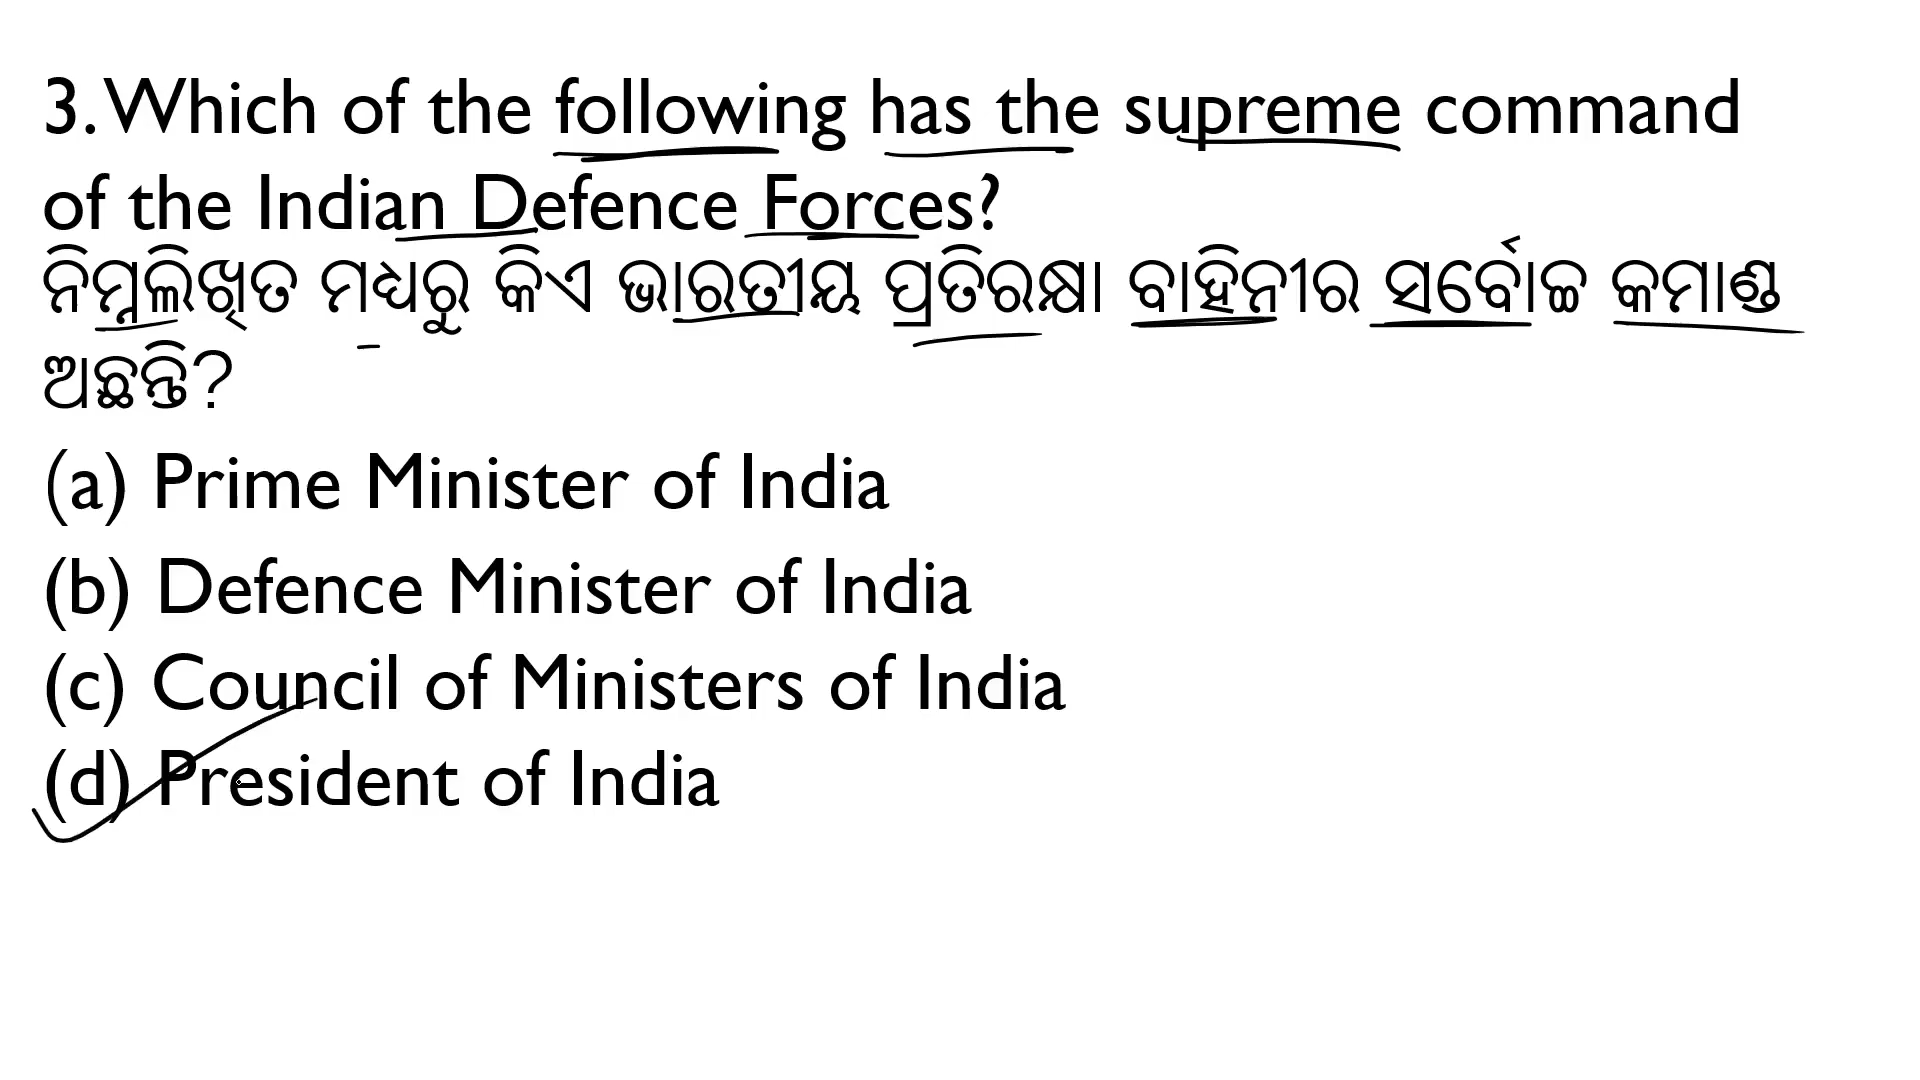 3. Which of the following has the supreme command
of the Indian Defence Forces?
ନିମ୍ନଲିଖିତ ମଧ୍ୟରୁ କିଏ ଭାରତୀୟ ପ୍ରତିରକ୍ଷା ବାହିନୀର ସର୍ବୋଚ୍ଚ କମାଣ୍ଡ
ଅଛନ୍ତି?
(a) Prime Minister of India
(b) Defence Minister of India
(c) Council of Ministers of India
(d) President of India